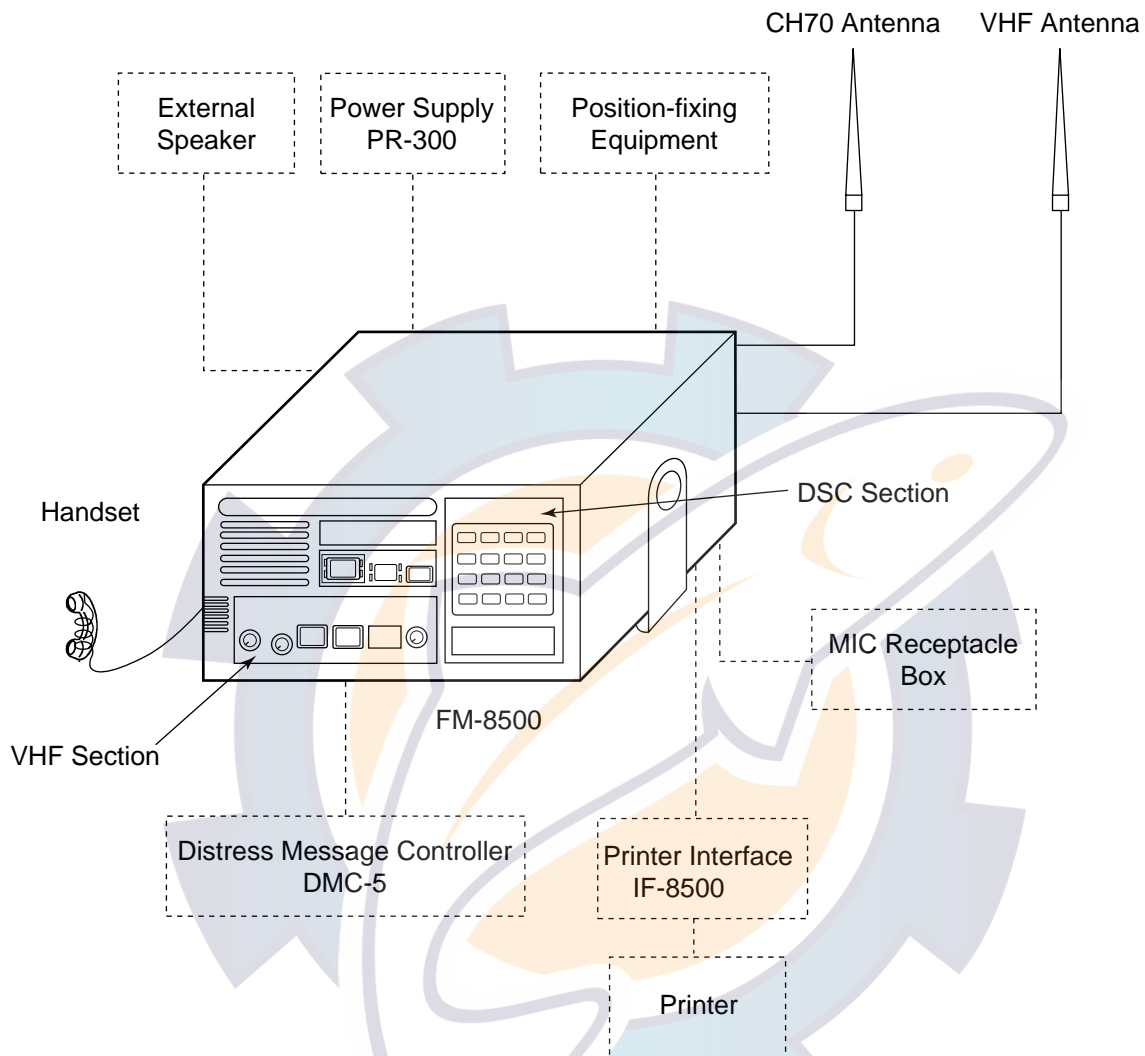 CH70 Antenna
VHF Antenna
External
Speaker
Power Supply
PR-300
Position-fixing
Equipment
DSC Section
Handset
MIC Receptacle
Box
FM-8500
VHF Section
Distress Message Controller
DMC-5
Printer Interface
IF-8500
Printer